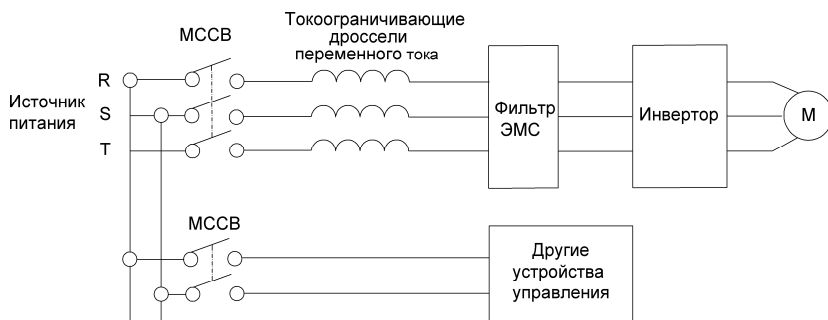 Токоограничивающие
дроссели
переменного тока
MCCB
R
Источник
питания
S
T
Фильтр
ЭМС
Инвертор
M
MCCB
Другие
устройства
управления